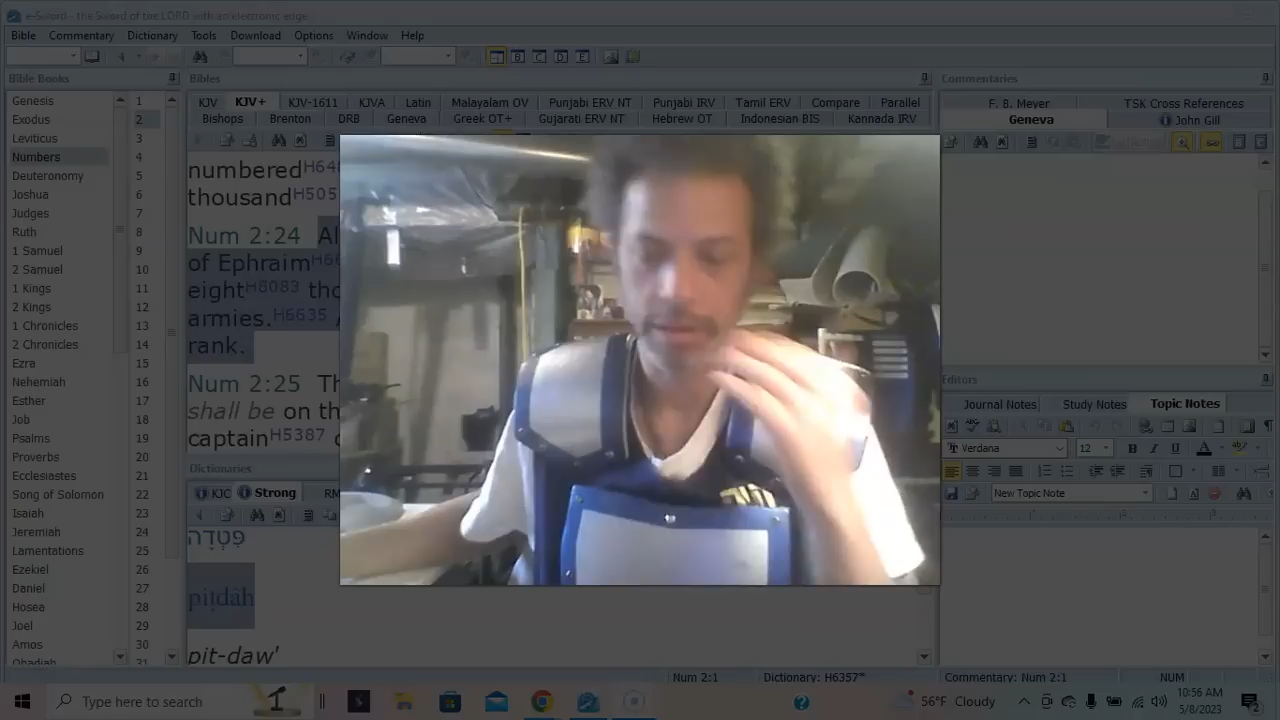 e-Sword - the Sword of the LORD with an electronic edge
Bible Commentary Dictionary Tools Download Options Window Help
Bible Books
Genesis
Exodus
Leviticus
Numbers
Deuteronomy
Joshua
Judges
Ruth
1 Samuel
2 Samuel
1 Kings
2 Kings
1 Chronicles
2 Chronicles
Ezra
Nehemiah
Esther
Job
Psalms
Proverbs
Ecclesiastes
Song of Solomon
Isaiah
Jeremiah
Lamentations
Ezekiel
Daniel
Hosea
Joel
Amos
Obadiah
1
2
3
4
5
6
7
8
9
10
11
12
13
14
15
16
17
18
19
20
21
22
23
24
25
26
27
28
29
30
31
Bibles
KJV KJV+ KJV-1611 KJVA Latin Malayalam OV Punjabi ERV NT Punjabi IRV Tamil ERV Compare Parallel
Bishops Brenton DRB Geneva Greek OT+ Gujarati ERV NT Hebrew OT Indonesian BIS Kannada IRV
numbered
thousand
Num 2:24
of Ephraim
eight H8083
armies. H6635
rank.
Num 2:25
shall be on
captain H5387
Dictionaries
KJC Strong
פִּטְדָה
piṭdâh
pit-daw'
Commentaries
F. B. Meyer TSK Cross References
Geneva John Gill
Editors
Journal Notes Study Notes Topic Notes
Verdana 12 B I U A
New Topic Note
Num 2:1 Dictionary: H6357* Commentary: Num 2:1 NUM
Type here to search
56°F Cloudy
10:56 AM
5/8/2023